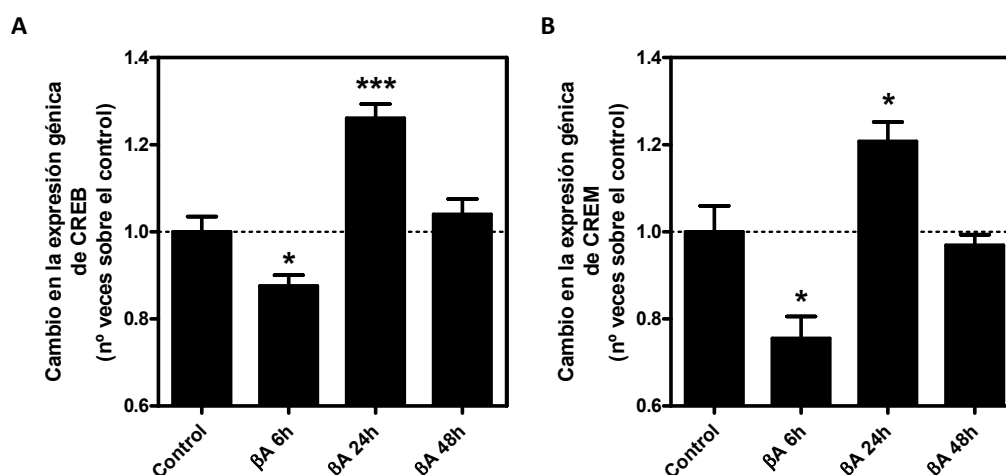 A
Cambio en la expresión génica
de CREB
(nº veces sobre el control)
1.4
1.2
1.0
0.8
0.6
***
*
Control
βA 6h
βA 24h
βA 48h
B
Cambio en la expresión génica
de CREM
(nº veces sobre el control)
1.4
1.2
1.0
0.8
0.6
*
*
Control
βA 6h
βA 24h
βA 48h